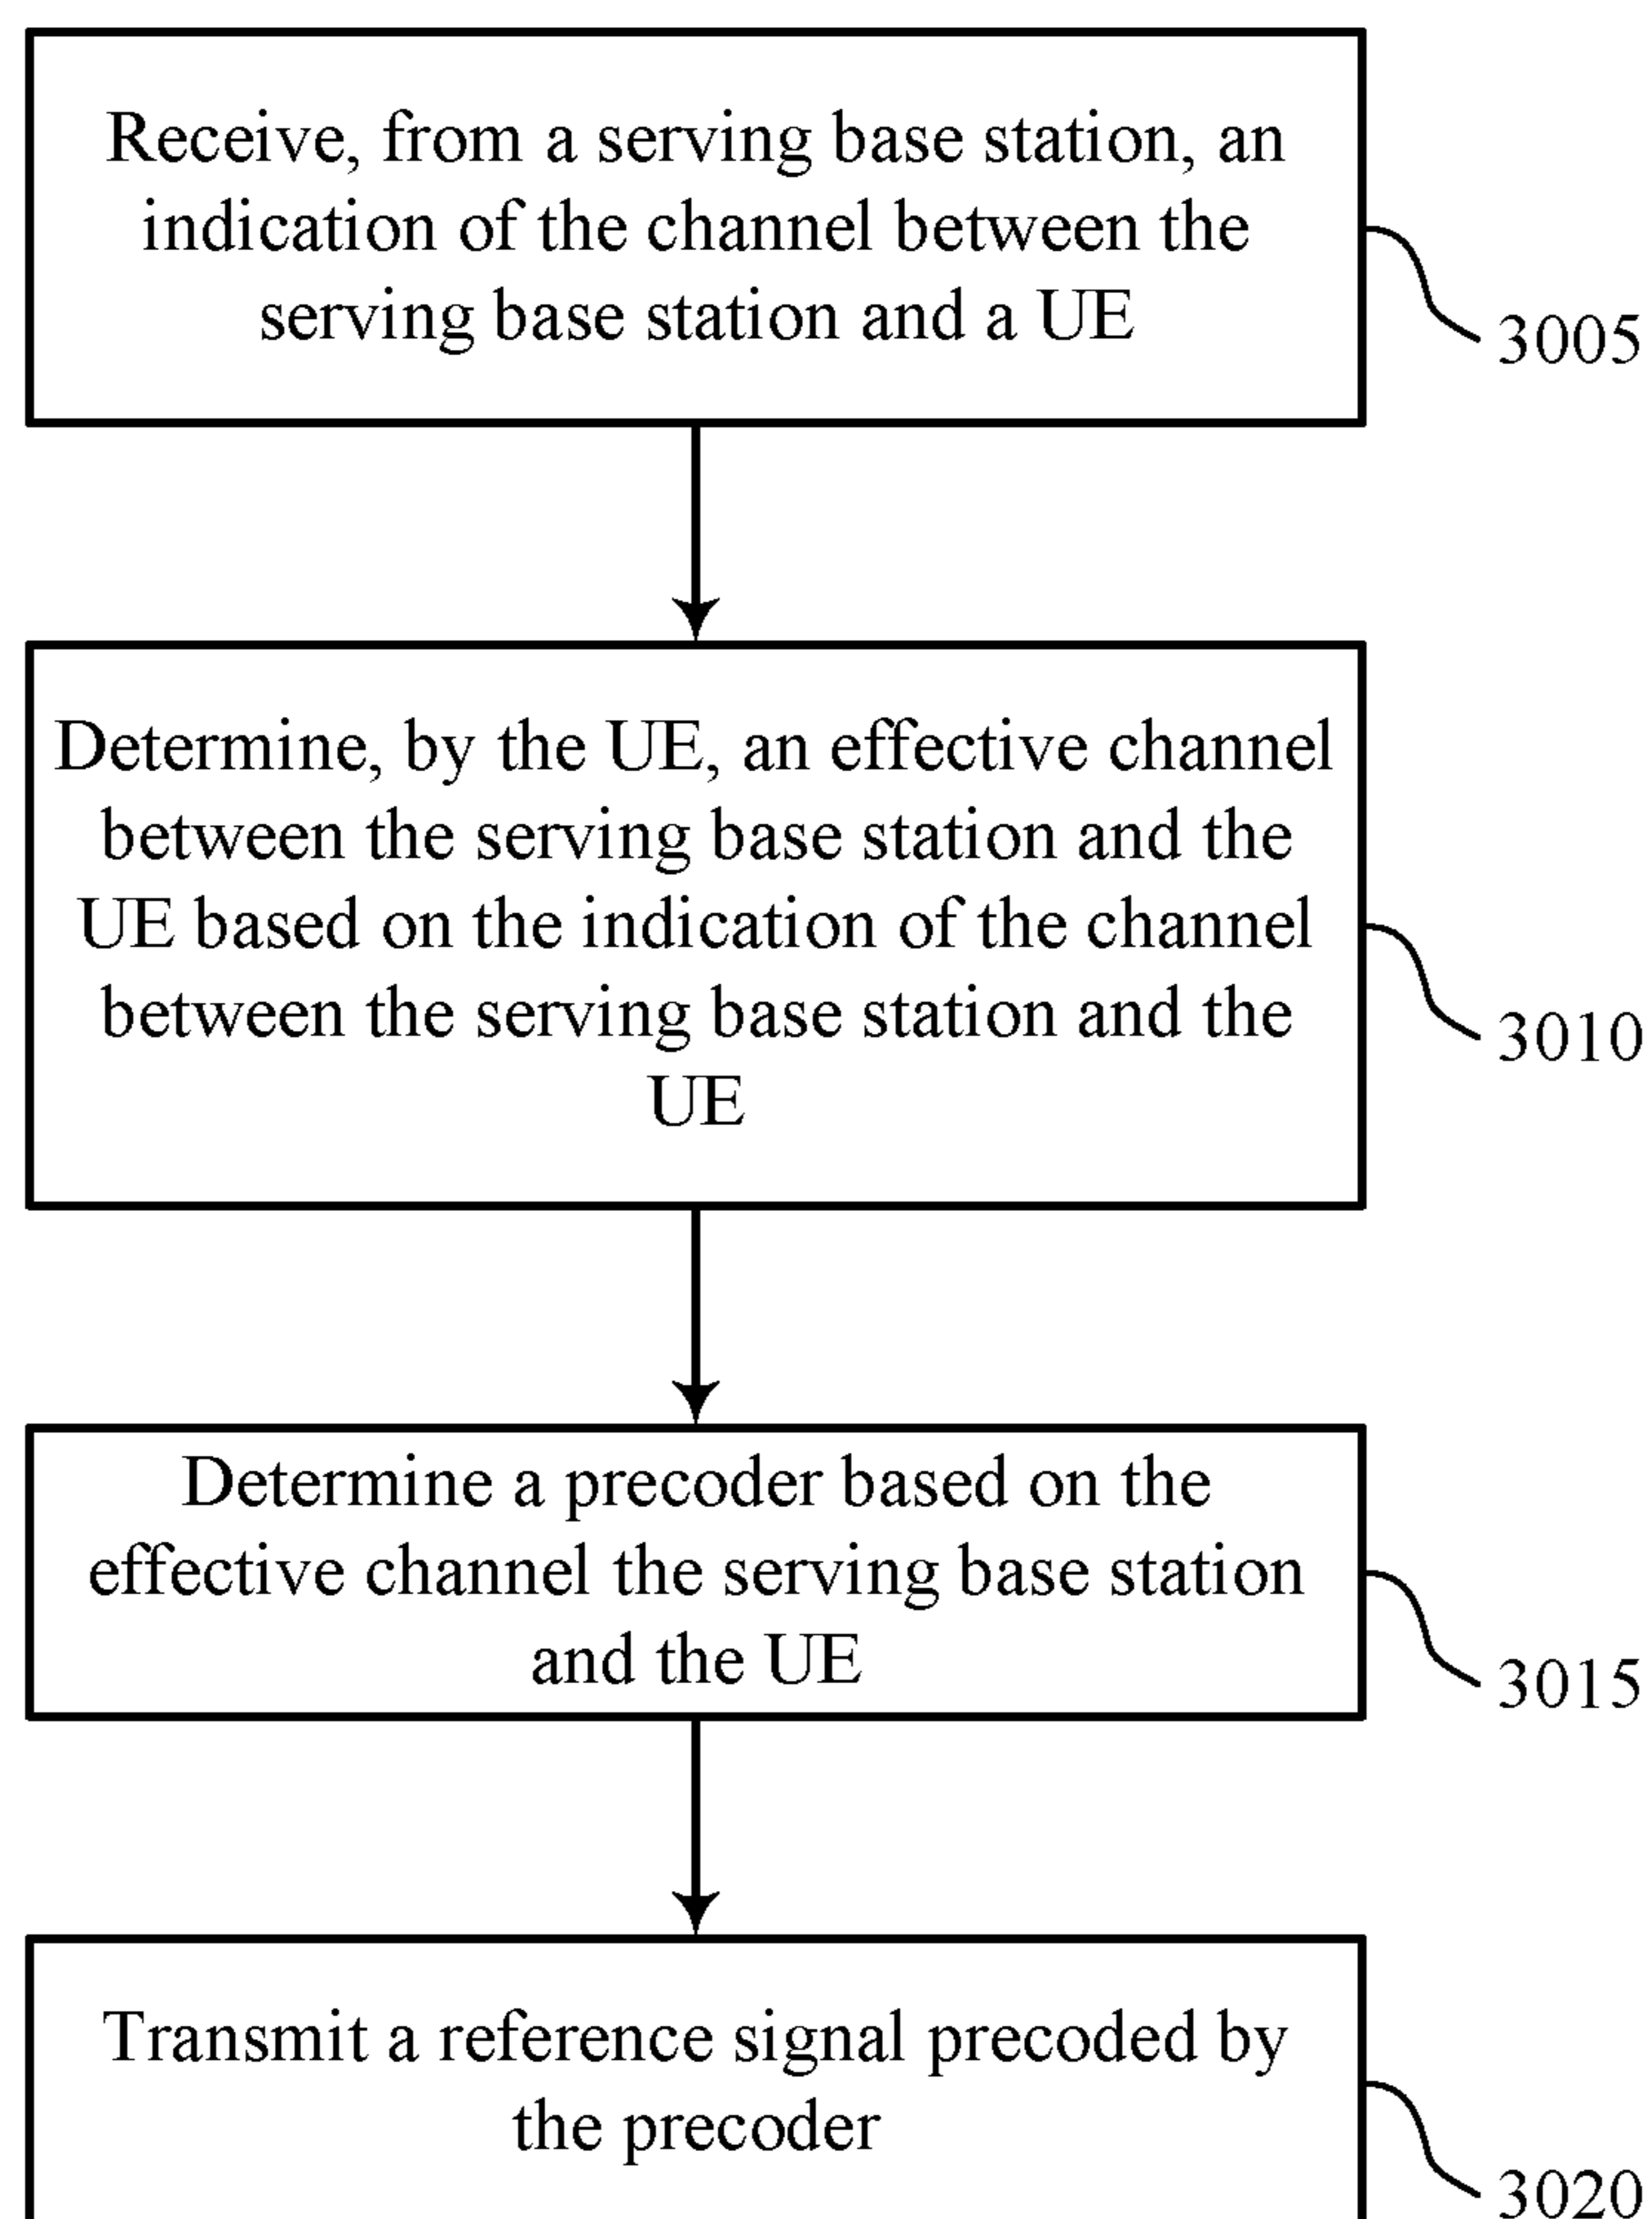 Receive, from a serving base station, an
indication of the channel between the
serving base station and a UE
3005
Determine, by the UE, an effective channel
between the serving base station and the
UE based on the indication of the channel
between the serving base station and the
UE
3010
Determine a precoder based on the
effective channel the serving base station
and the UE
3015
Transmit a reference signal precoded by
the precoder
3020